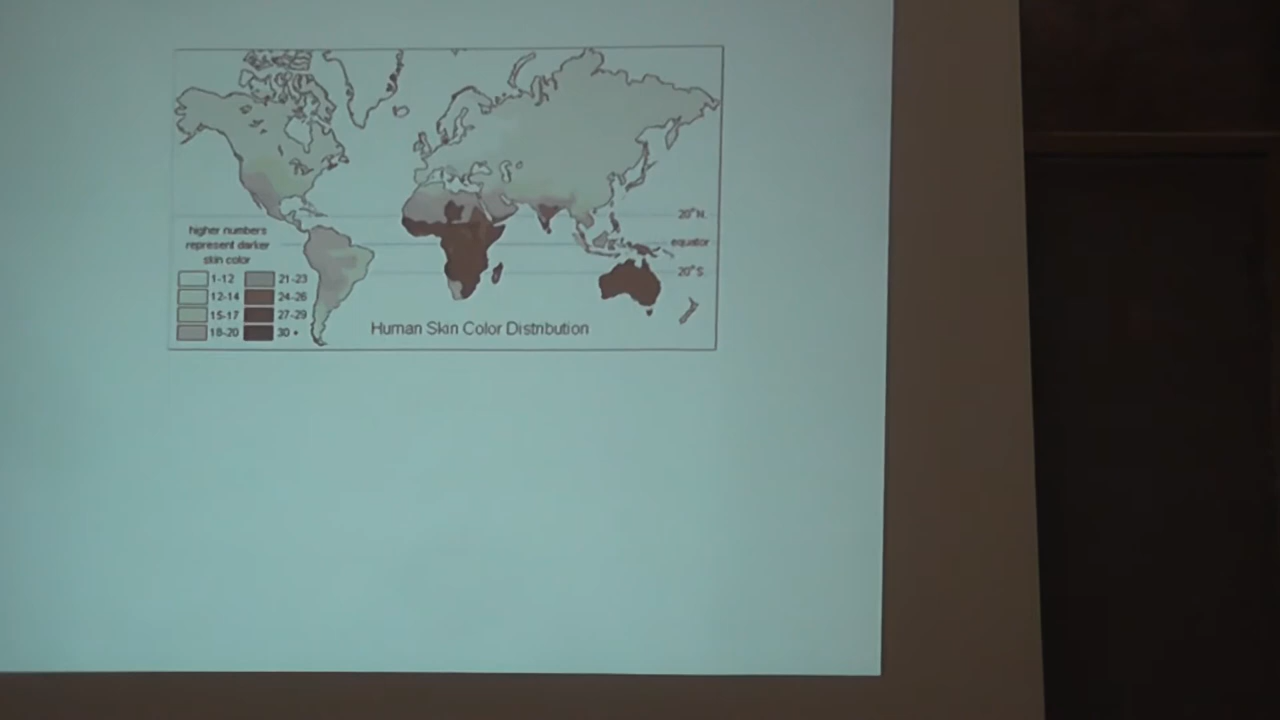 20°N.
higher numbers
represent darker
skin color
equator
1-12 21-23
20°S
12-14 24-26
15-17 27-29
18-20 30 +
Human Skin Color Distribution